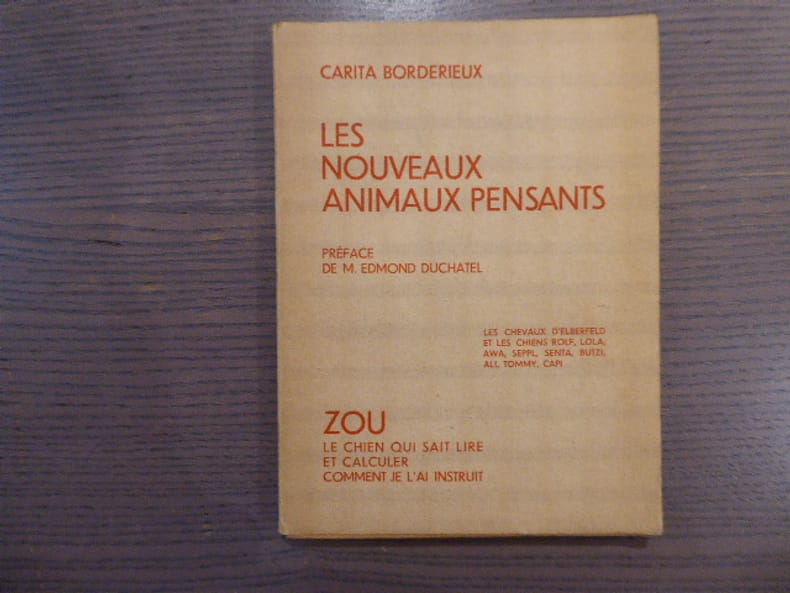 CARITA BORDERIEUX
LES
NOUVEAUX
ANIMAUX PENSANTS
PRÉFACE
DE M. EDMOND DUCHATEL
LES CHEVAUX D'ELBERFELD
ET LES CHIENS ROLF, LOLA,
AWA, SEPPL, SENTA, BUTZI,
ALI, TOMMY, CAPI
ZOU
LE CHIEN QUI SAIT LIRE
ET CALCULER
COMMENT JE L'AI INSTRUIT